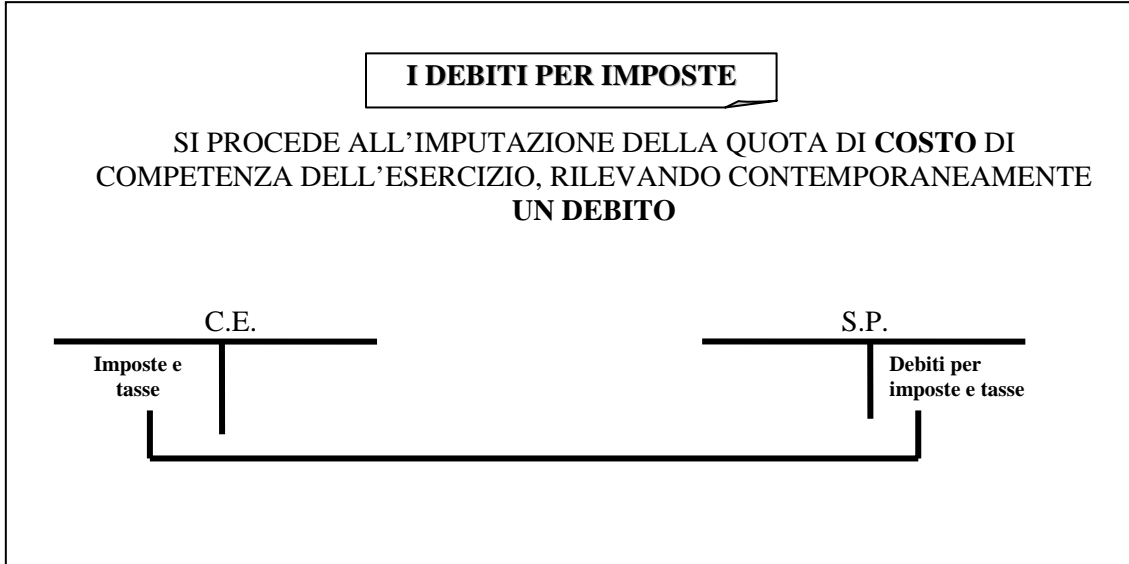 I DEBITI PER IMPOSTE
SI PROCEDE ALL’IMPUTAZIONE DELLA QUOTA DI COSTO DI
COMPETENZA DELL’ESERCIZIO, RILEVANDO CONTEMPORANEAMENTE
UN DEBITO
C.E.
Imposte e
tasse
S.P.
Debiti per
imposte e tasse